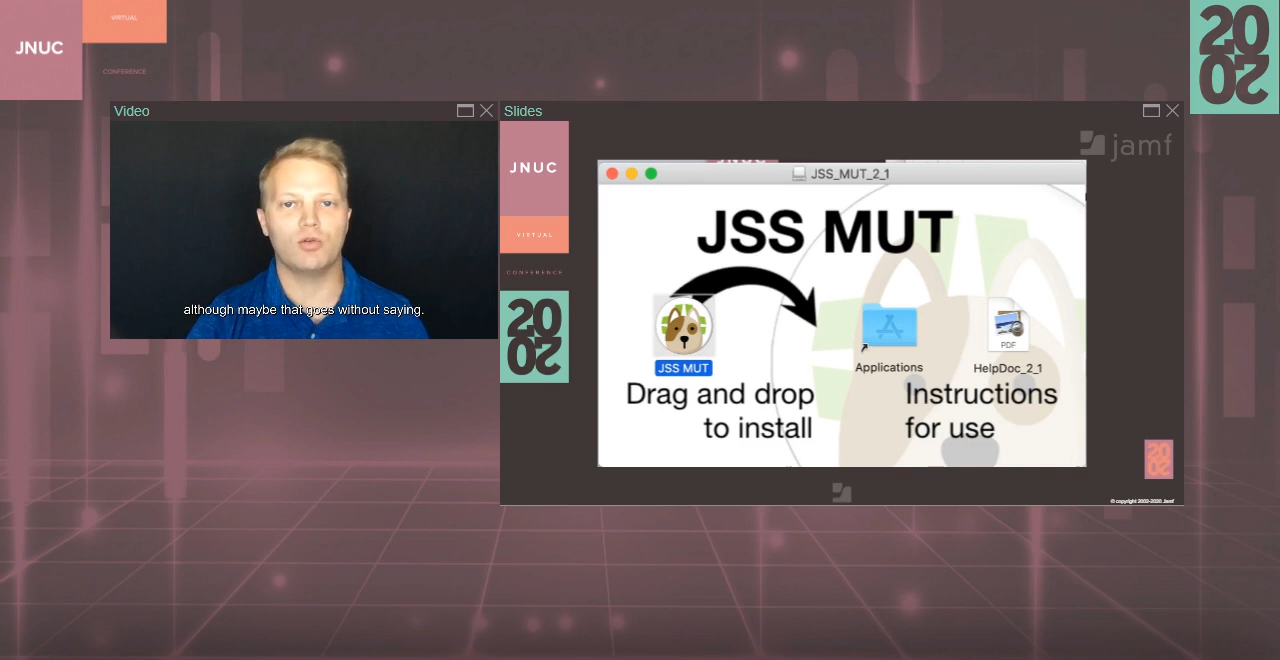 JNUC
VIRTUAL
CONFERENCE
2020
Video
although maybe that goes without saying.
Slides
JNUC
VIRTUAL
CONFERENCE
2020
jamf
JSS_MUT_2_1
JSS MUT
JSS MUT
Applications
PDF
HelpDoc_2_1
Drag and drop
to install
Instructions
for use
2020
© copyright 2002-2020 Jamf